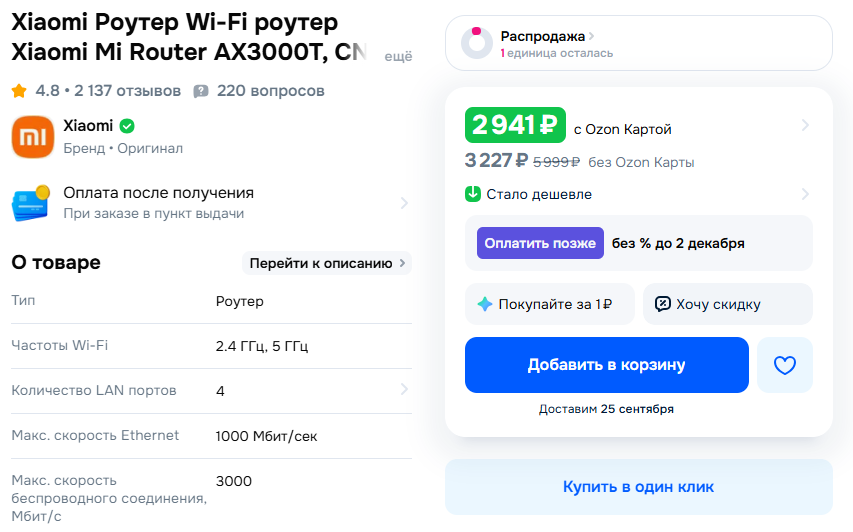 Xiaomi Роутер Wi-Fi роутер
Xiaomi Mi Router AX3000T, CN
ещё
4.8 • 2 137 отзывов
220 вопросов
Xiaomi
Бренд • Оригинал
Оплата после получения
При заказе в пункт выдачи
О товаре
Перейти к описанию
Тип
Роутер
Частоты Wi-Fi
2.4 ГГц, 5 ГГц
Количество LAN портов
4
Макс. скорость Ethernet
1000 Мбит/сек
Макс. скорость
беспроводного соединения,
Мбит/с
3000
Распродажа
1 единица осталась
2 941 ₽ с Ozon Картой
3 227 ₽ 5 999 ₽ без Ozon Карты
Стало дешевле
Оплатить позже без % до 2 декабря
Покупайте за 1 ₽
Хочу скидку
Добавить в корзину
Доставим 25 сентября
Купить в один клик